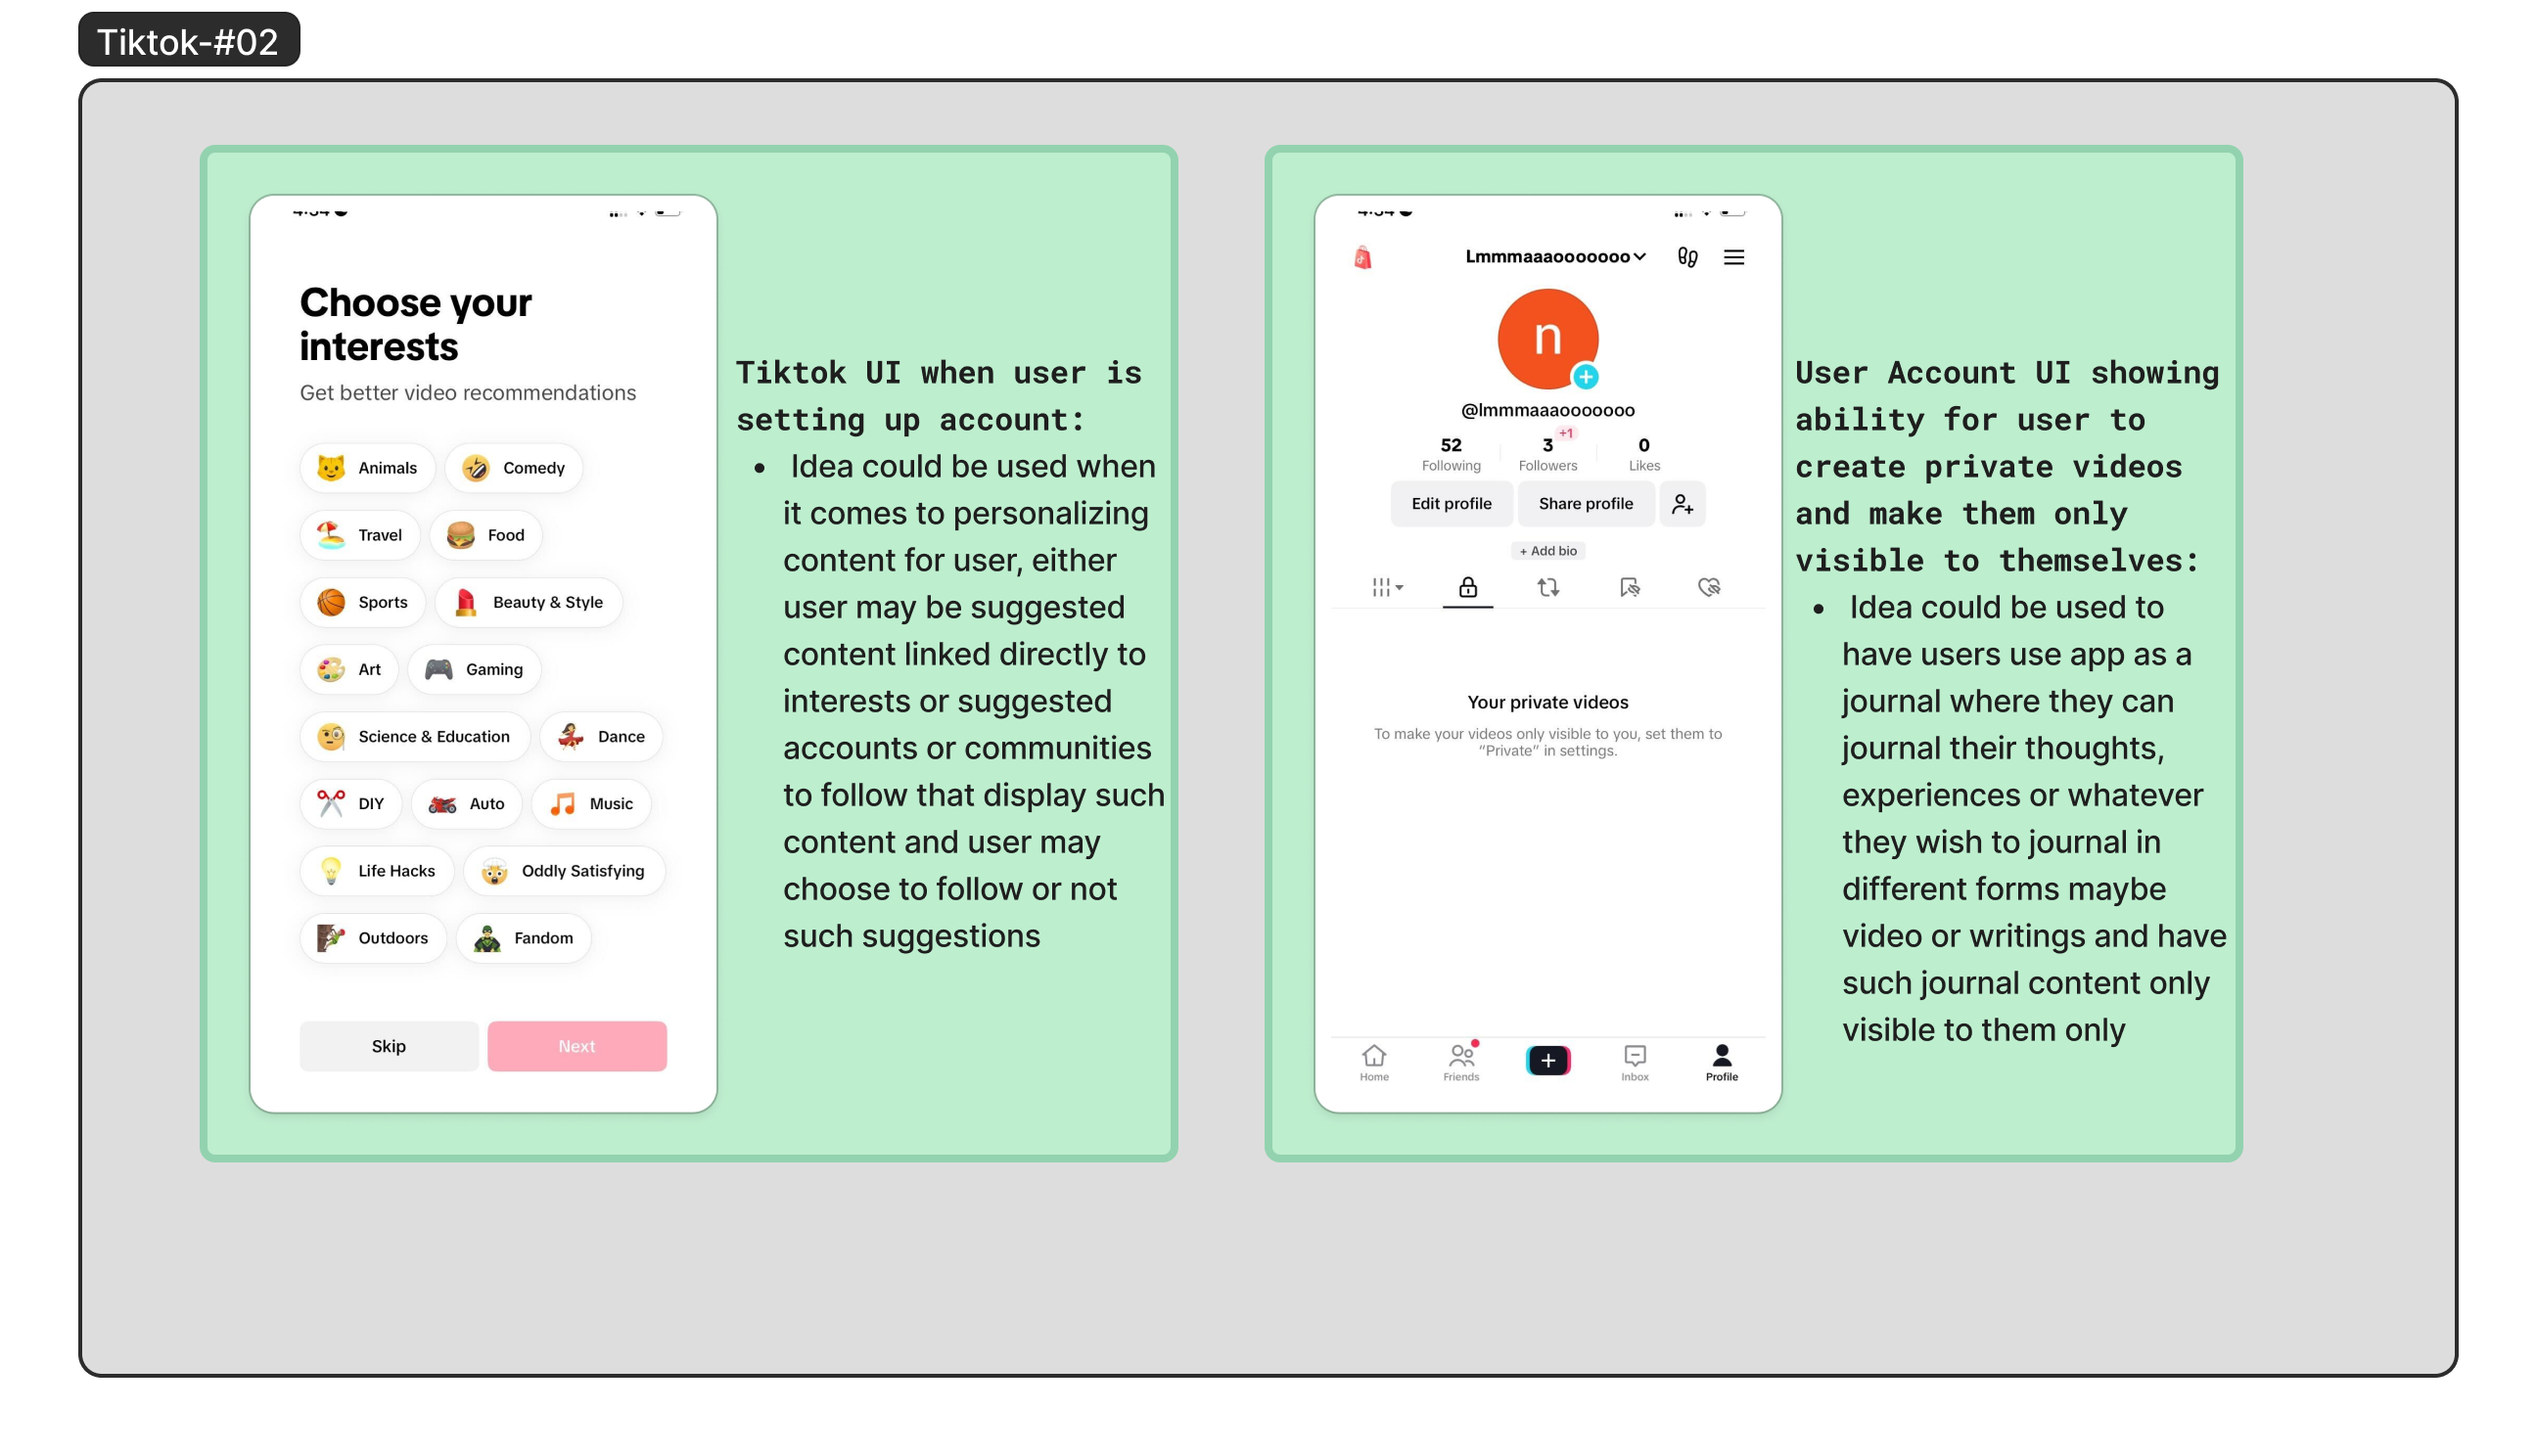 Tiktok-#02
Choose your
interests
Get better video recommendations
Animals
Comedy
Travel
Food
Sports
Beauty & Style
Art
Gaming
Science & Education
Dance
DIY
Auto
Music
Life Hacks
Oddly Satisfying
Outdoors
Fandom
Skip
Next
Tiktok UI when user is
setting up account:
• Idea could be used when
it comes to personalizing
content for user, either
user may be suggested
content linked directly to
interests or suggested
accounts or communities
to follow that display such
content and user may
choose to follow or not
such suggestions
Lmmmaaaooooooo
n
@lmmmaaaooooooo
52
Following
3
+1
Followers
0
Likes
Edit profile
Share profile
+ Add bio
Your private videos
To make your videos only visible to you, set them to
“Private” in settings.
Home
Friends
Inbox
Profile
User Account UI showing
ability for user to
create private videos
and make them only
visible to themselves:
• Idea could be used to
have users use app as a
journal where they can
journal their thoughts,
experiences or whatever
they wish to journal in
different forms maybe
video or writings and have
such journal content only
visible to them only